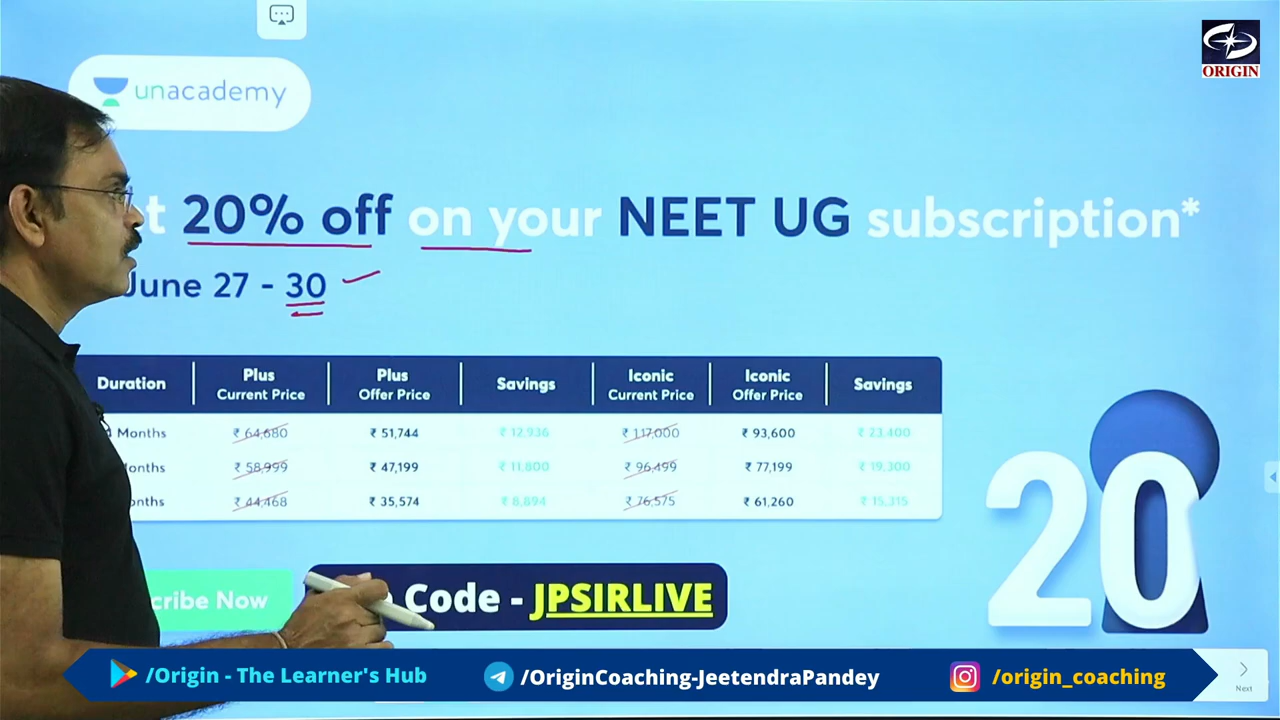 ORIGIN
unacademy
20% off on your NEET UG subscription*
June 27 - 30
Duration Plus Current Price Plus Offer Price Savings Iconic Current Price Iconic Offer Price Savings
Months ₹ 64,680 ₹ 51,744 ₹ 12,936 ₹ 117,000 ₹ 93,600 ₹ 23,400
₹ 58,999 ₹ 47,199 ₹ 11,800 ₹ 96,499 ₹ 77,199 ₹ 19,300
₹ 44,468 ₹ 35,574 ₹ 8,894 ₹ 76,575 ₹ 61,260 ₹ 15,315
20
Now Code - JPSIRLIVE
/Origin - The Learner's Hub /OriginCoaching-JeetendraPandey /origin_coaching
Next